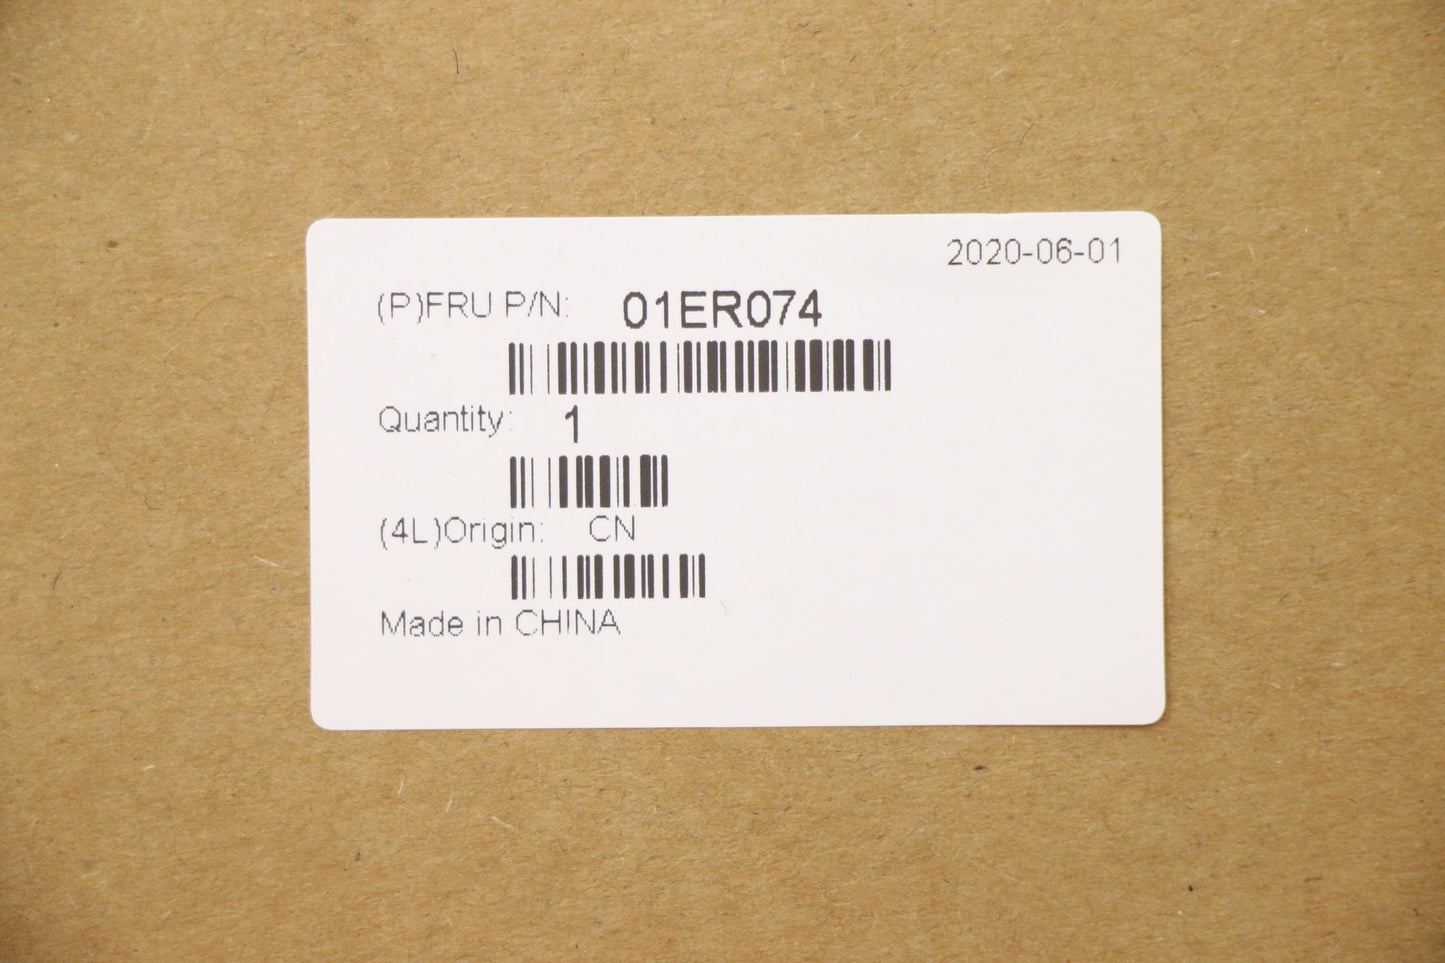 2020-06-01
(P)FRU P/N: 01ER074
Quantity: 1
(4L)Origin: CN
Made in CHINA